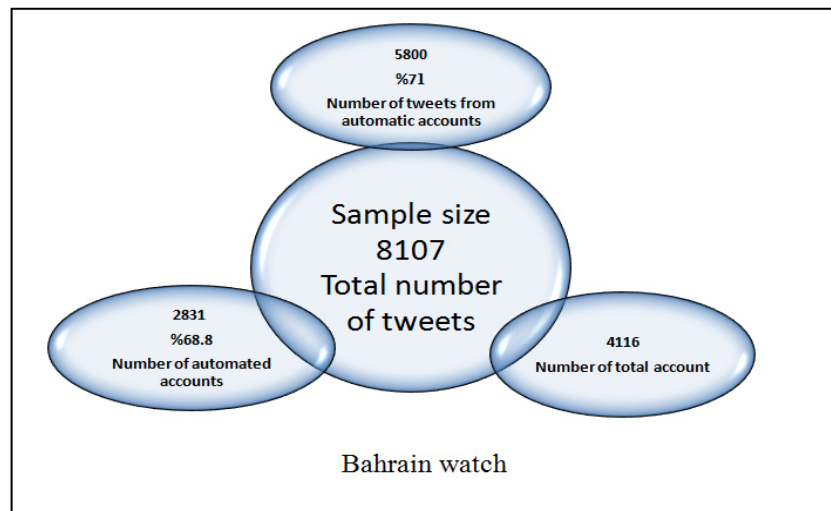 5800
%71
Number of tweets from
automatic accounts
Sample size
8107
Total number
of tweets
2831
%68.8
Number of automated
accounts
4116
Number of total account
Bahrain watch